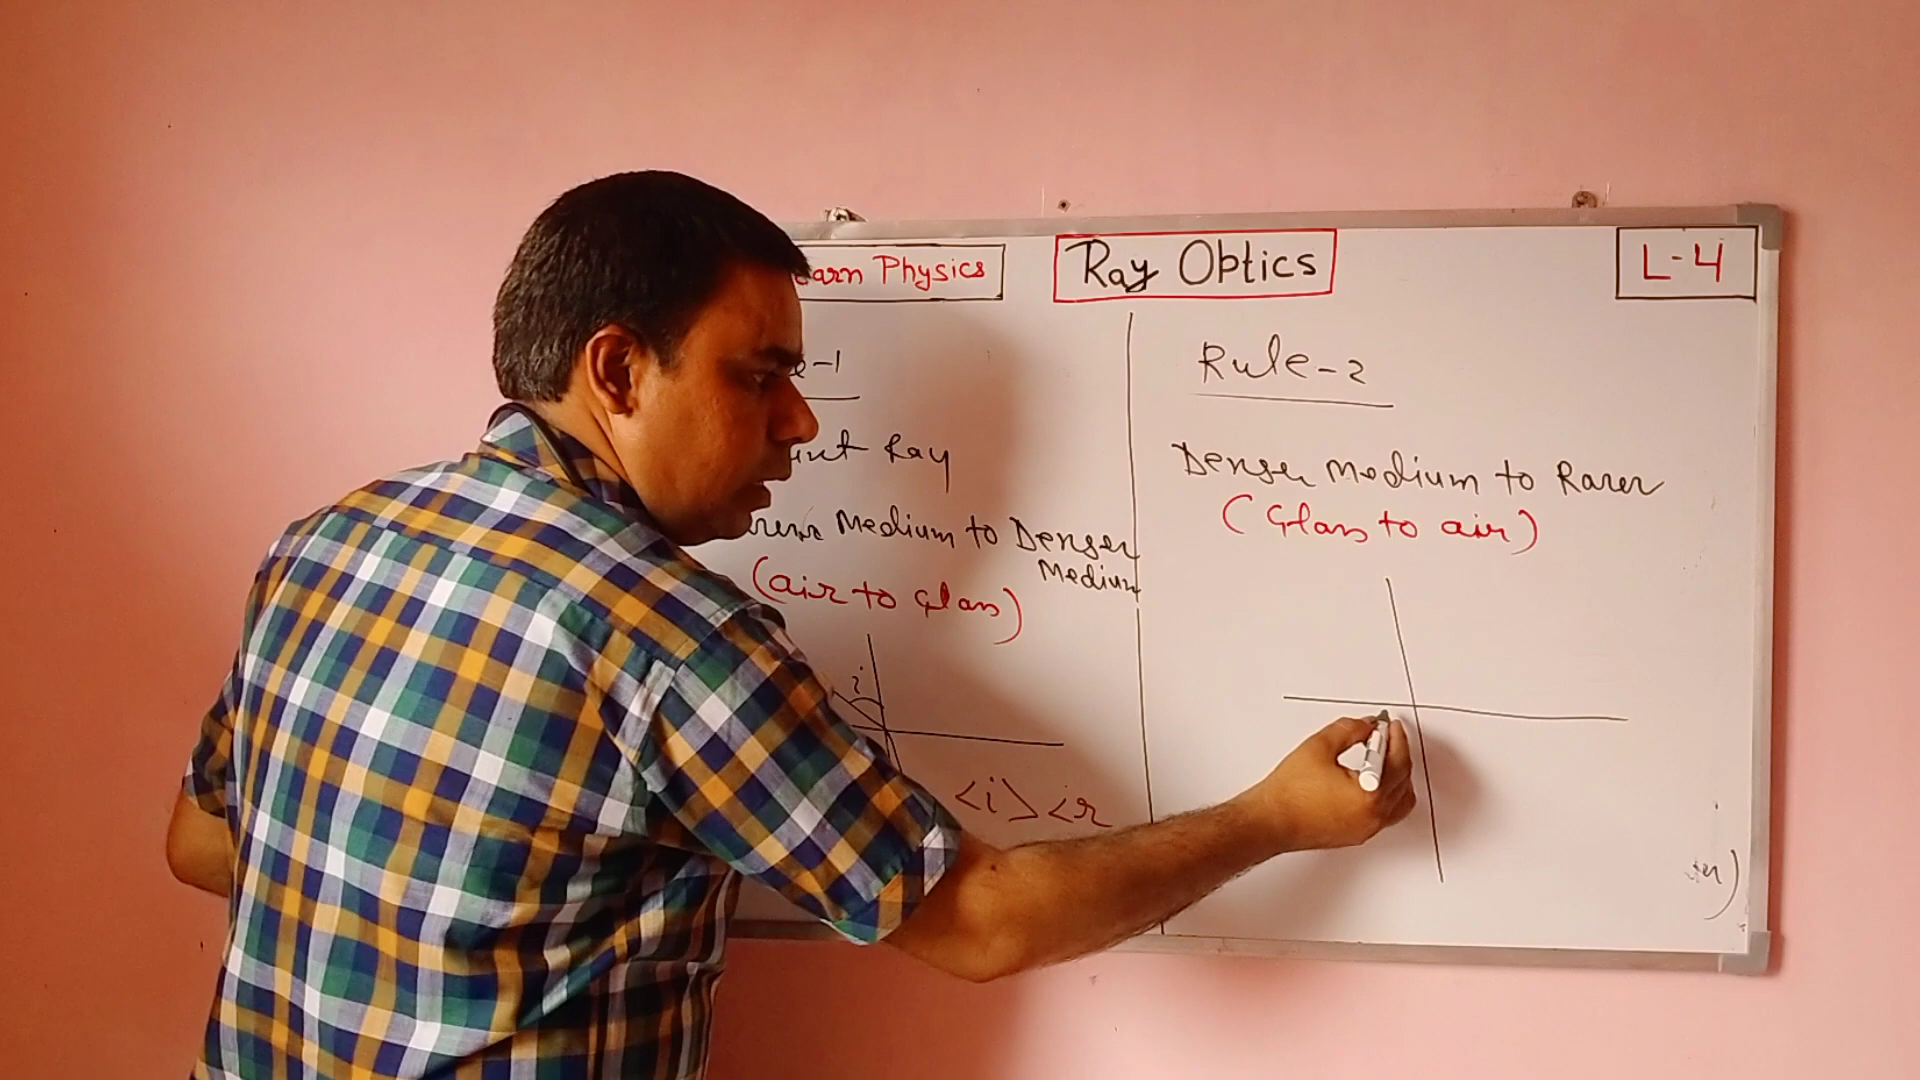 Physics
Ray Optics
L-4
-1
Ray
Medium to Denser
Medium
(air to Glass)
i
<i> <r
Rule-2
Denser Medium to Rarer
(Glass to air)